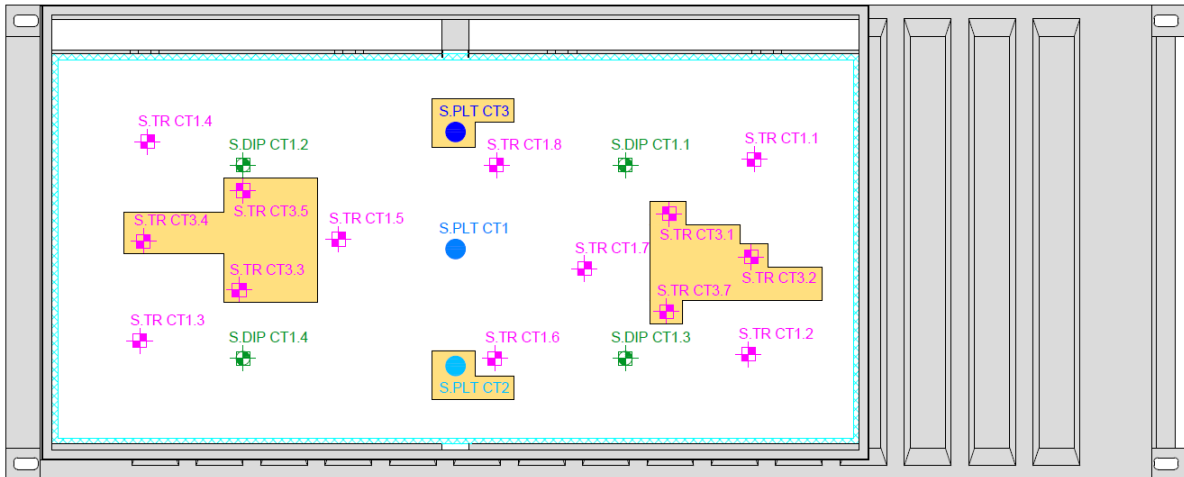 S.PLT CT3
S.TR CT1.4
S.DIP CT1.2
S.TR CT1.8
S.DIP CT1.1
S.TR CT1.1
S.TR CT3.5
S.TR CT3.4
S.TR CT1.5
S.PLT CT1
S.TR CT3.1
S.TR CT1.7
S.TR CT3.2
S.TR CT3.3
S.TR CT3.7
S.TR CT1.3
S.DIP CT1.4
S.TR CT1.6
S.DIP CT1.3
S.TR CT1.2
S.PLT CT2